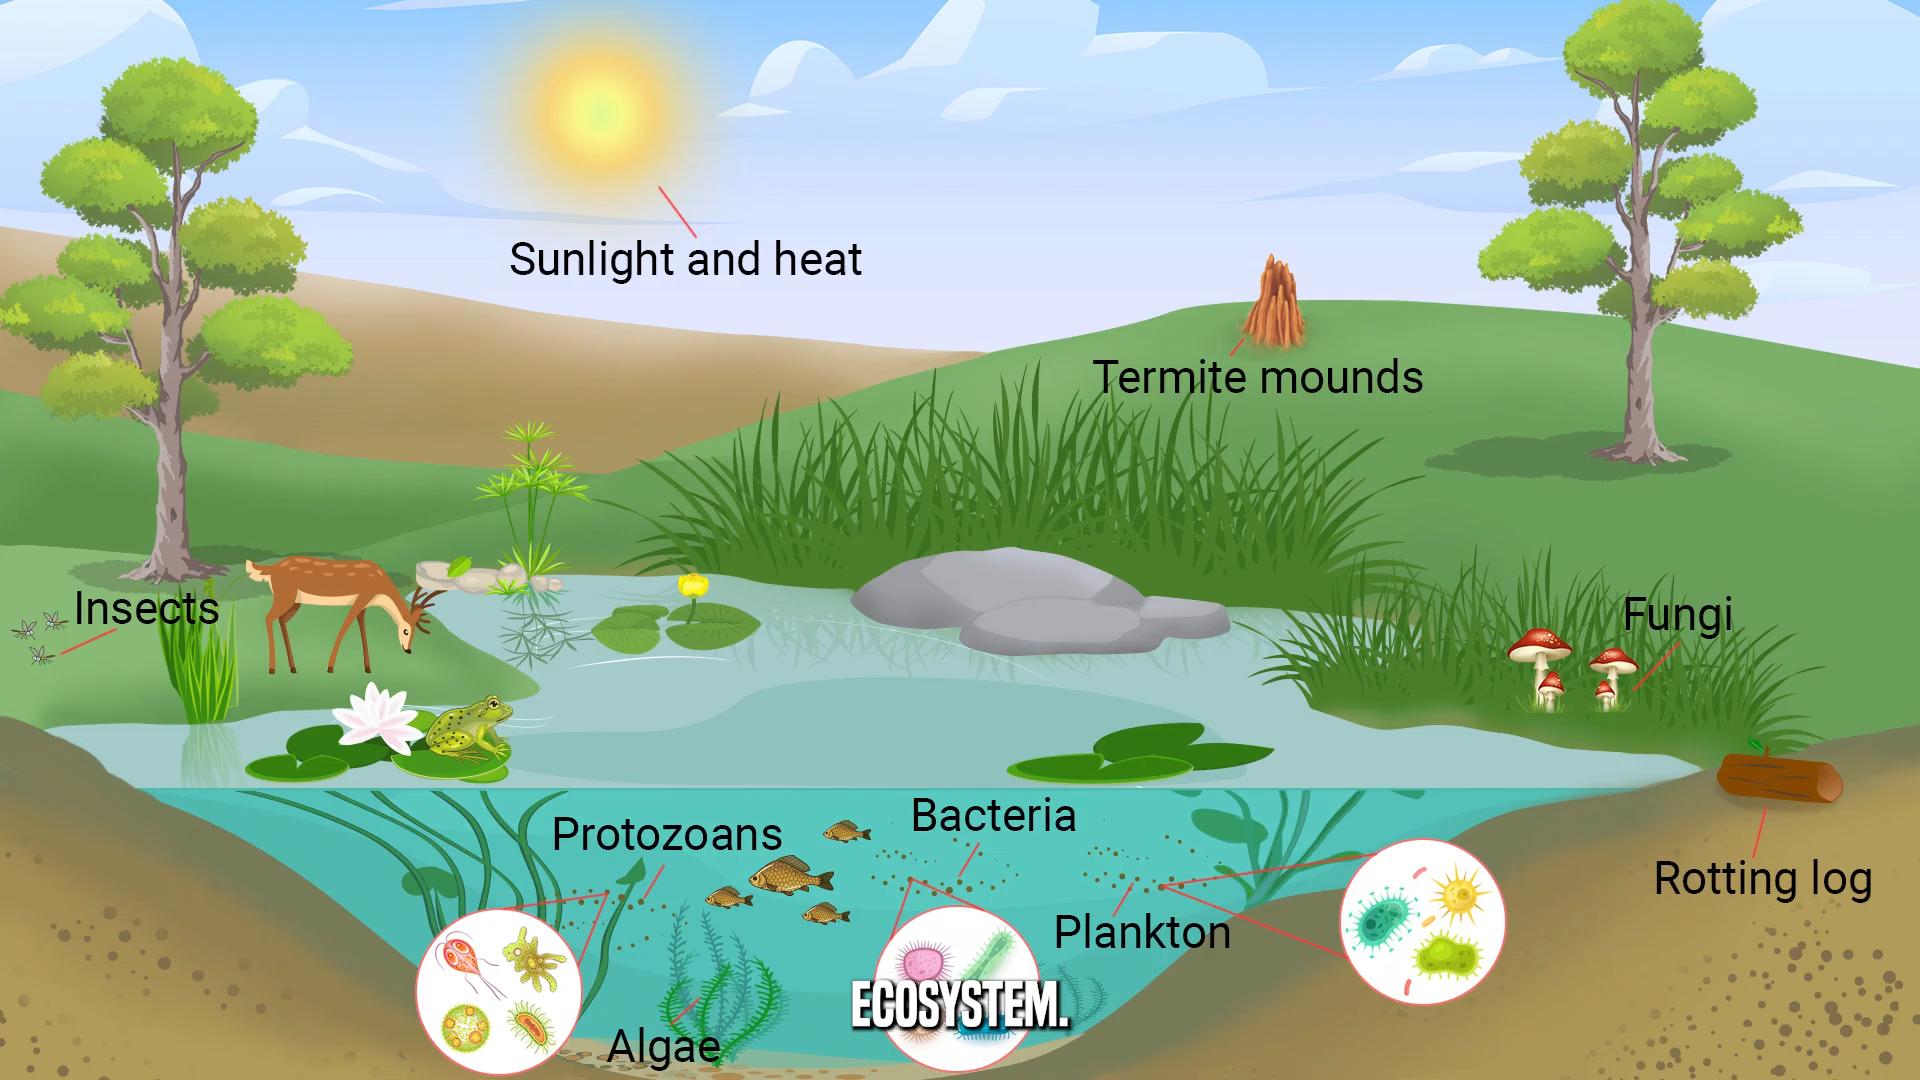 Sunlight and heat
Termite mounds
Insects
Fungi
Protozoans
Bacteria
Rotting log
Plankton
ECOSYSTEM.
Algae